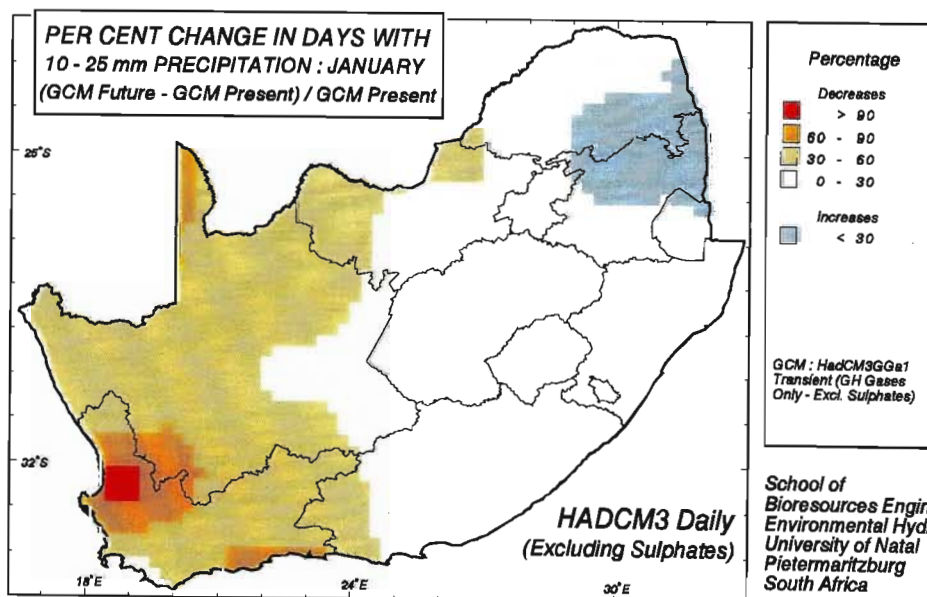 PER CENT CHANGE IN DAYS WITH
10 - 25 mm PRECIPITATION : JANUARY
(GCM Future - GCM Present) / GCM Present
Percentage
Decreases
> 90
60 - 90
30 - 60
0 - 30
Increases
< 30
GCM : HadCM3GGa1
Transient (GH Gases
Only - Excl. Sulphates)
25°S
32°S
HADCM3 Daily
(Excluding Sulphates)
18°E
24°E
30°E
School of
Bioresources Engin
Environmental Hyd
University of Natal
Pietermaritzburg
South Africa